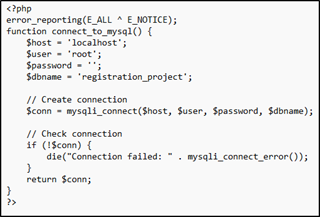 <?php
error_reporting(E_ALL ^ E_NOTICE);
function connect_to_mysql() {
    $host = 'localhost';
    $user = 'root';
    $password = '';
    $dbname = 'registration_project';

    // Create connection
    $conn = mysqli_connect($host, $user, $password, $dbname);

    // Check connection
    if (!$conn) {
        die("Connection failed: " . mysqli_connect_error());
    }
    return $conn;
}
?>